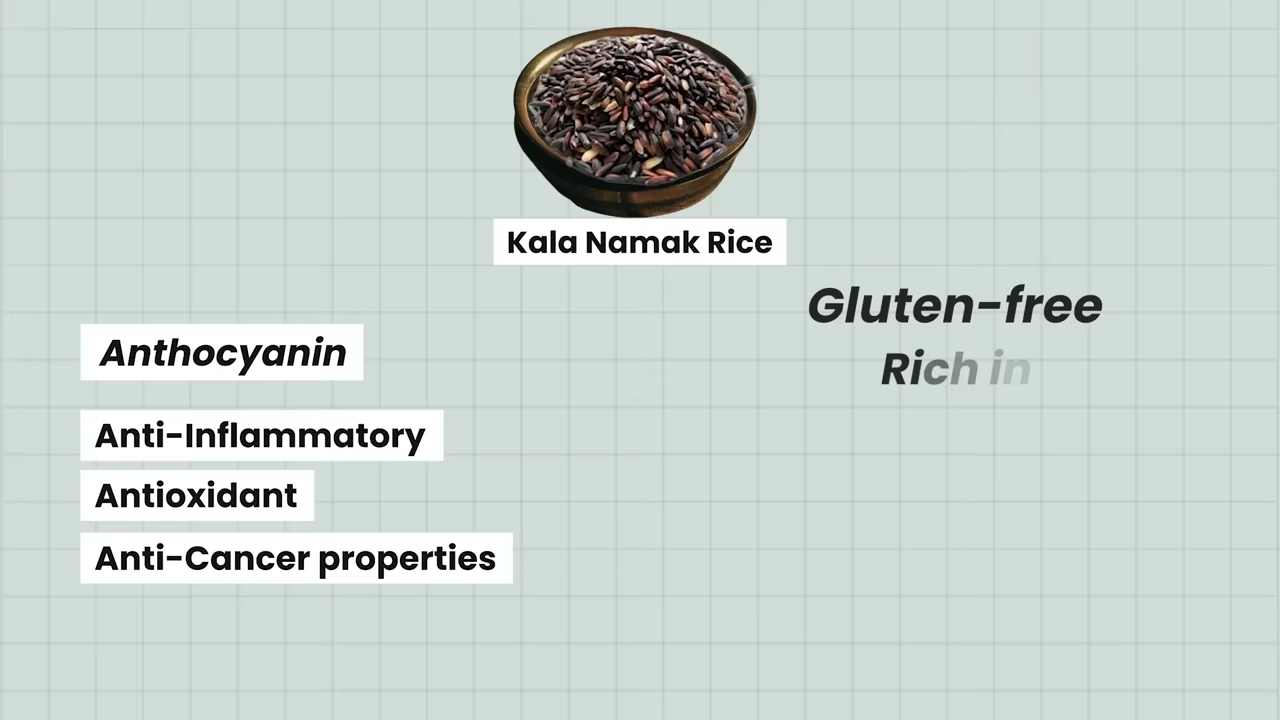 Kala Namak Rice
Gluten-free
Rich in
Anthocyanin
Anti-Inflammatory
Antioxidant
Anti-Cancer properties